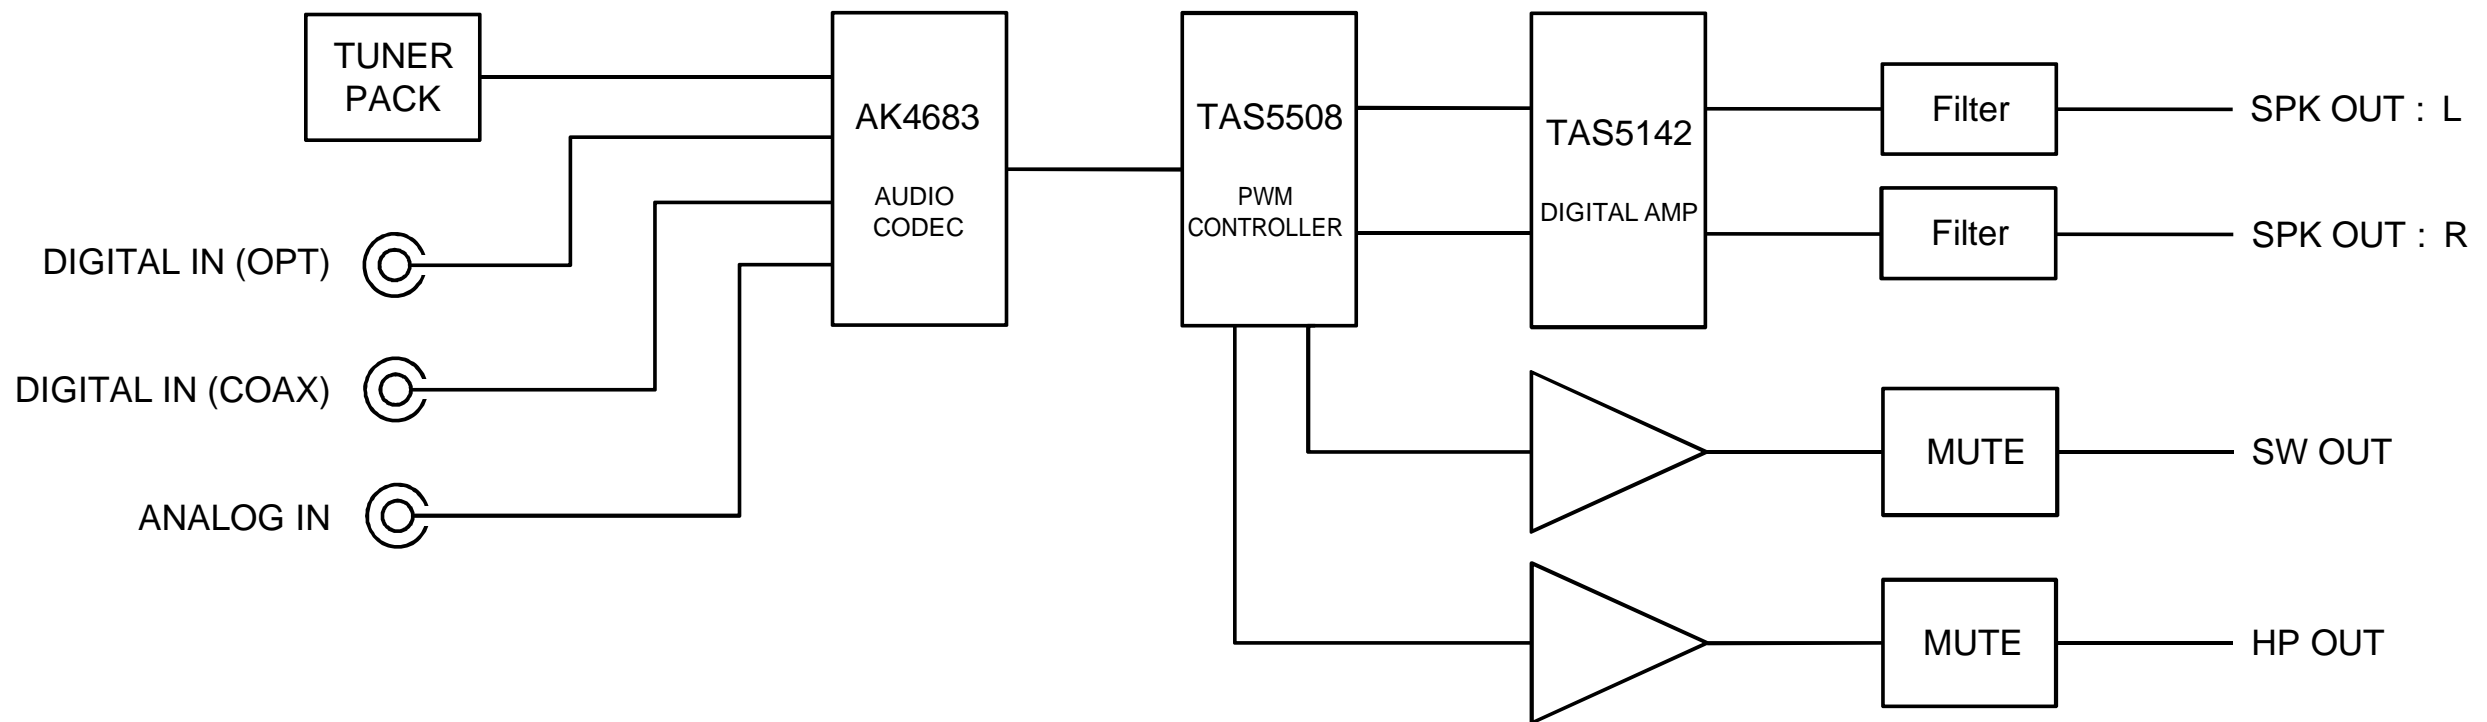 TUNER
PACK
DIGITAL IN (OPT)
DIGITAL IN (COAX)
ANALOG IN
AK4683
AUDIO
CODEC
TAS5508
PWM
CONTROLLER
TAS5142
DIGITAL AMP
Filter
SPK OUT : L
Filter
SPK OUT : R
MUTE
SW OUT
MUTE
HP OUT